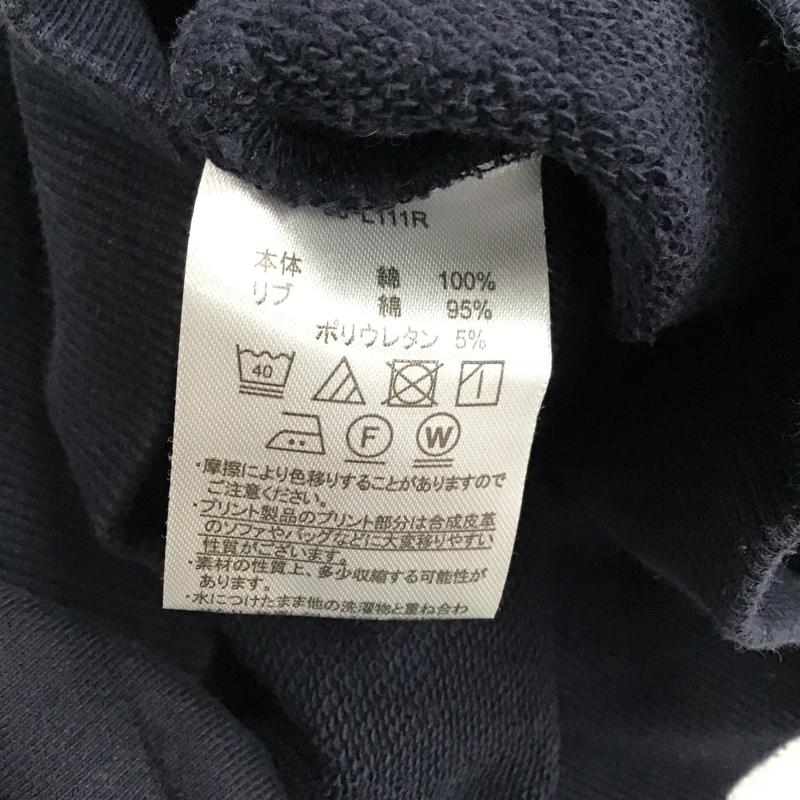 L111R
本体 綿 100%
リブ 綿 95%
ポリウレタン 5%
40
F W
・摩擦により色移りすることがありますので
ご注意ください。
・プリント製品のプリント部分は合成皮革
のソファやバッグなどに大変移りやすい
性質がございます。
・素材の性質上、多少収縮する可能性が
あります。
・水につけたまま他の洗濯物と重ね合わ